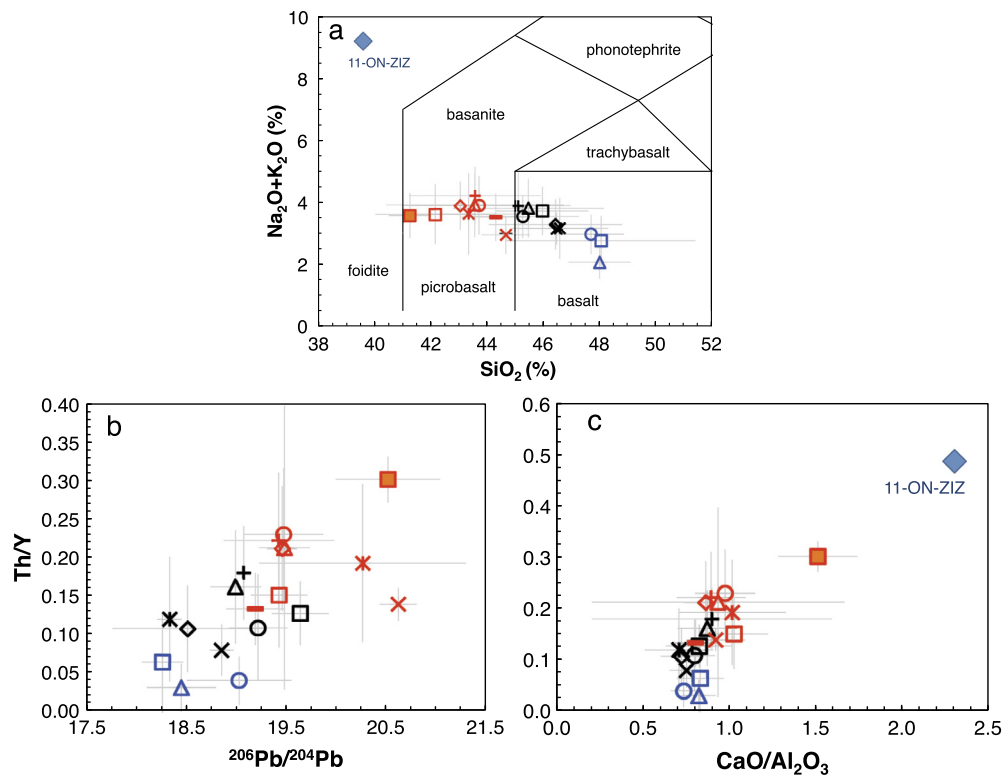 a
10
8
6
4
2
0
Na₂O+K₂O (%)
11-ON-ZIZ
phonotephrite
basanite
trachybasalt
foidite
picrobasalt
basalt
38 40 42 44 46 48 50 52
SiO₂ (%)
b
0.40
0.35
0.30
0.25
0.20
0.15
0.10
0.05
0.00
Th/Y
17.5 18.5 19.5 20.5 21.5
²⁰⁶Pb/²⁰⁴Pb
c
0.6
0.5
0.4
0.3
0.2
0.1
0.0
11-ON-ZIZ
0.0 0.5 1.0 1.5 2.0 2.5
CaO/Al₂O₃